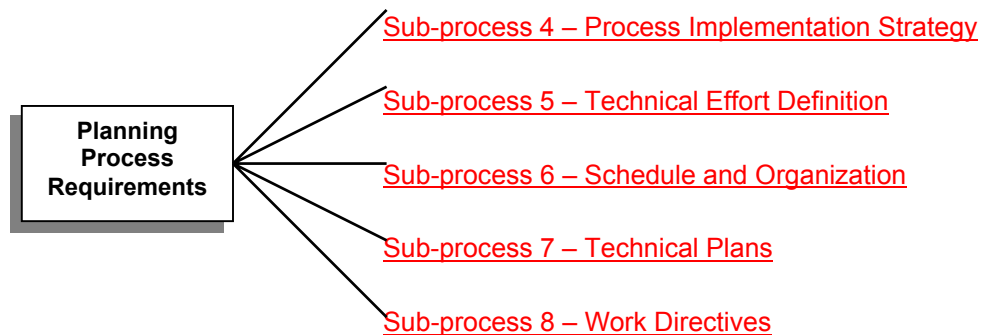 Sub-process 4 – Process Implementation Strategy
Sub-process 5 – Technical Effort Definition
Planning
Process
Requirements
Sub-process 6 – Schedule and Organization
Sub-process 7 – Technical Plans
Sub-process 8 – Work Directives